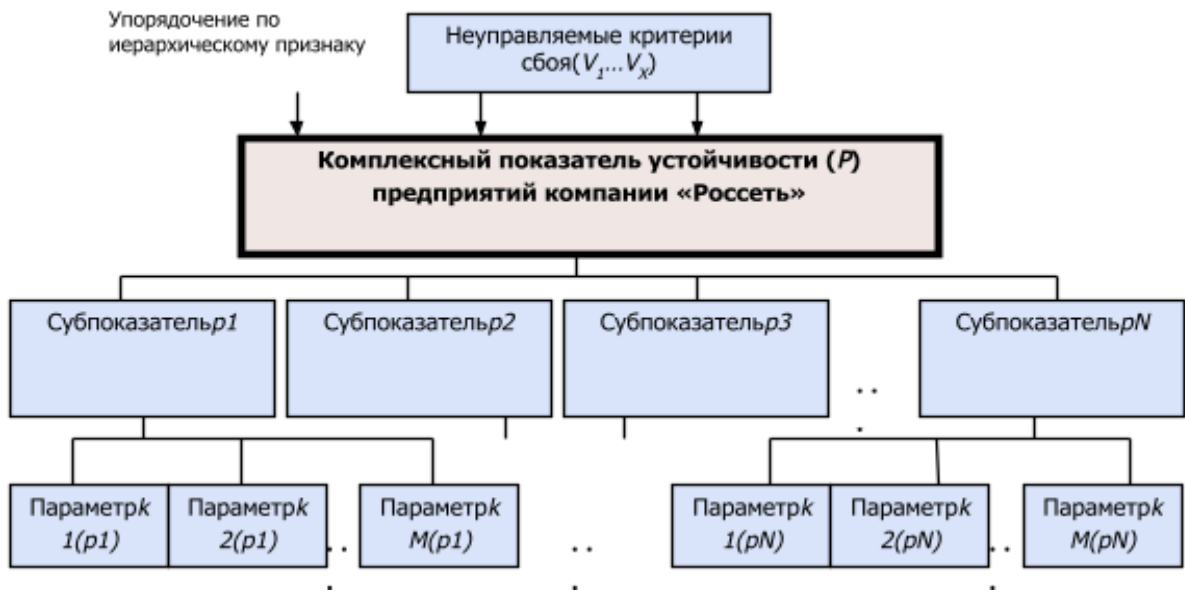 Упорядочение по
иерархическому признаку
Неуправляемые критерии
сбоя(V₁...Vₓ)
Комплексный показатель устойчивости (P)
предприятий компании «Россеть»
Субпоказательp1
Субпоказательp2
Субпоказательp3
. .
.
СубпоказательpN
Параметрk
1(p1)
Параметрk
2(p1)
. .
.
Параметрk
M(p1)
. .
.
Параметрk
1(pN)
Параметрk
2(pN)
. .
.
Параметрk
M(pN)